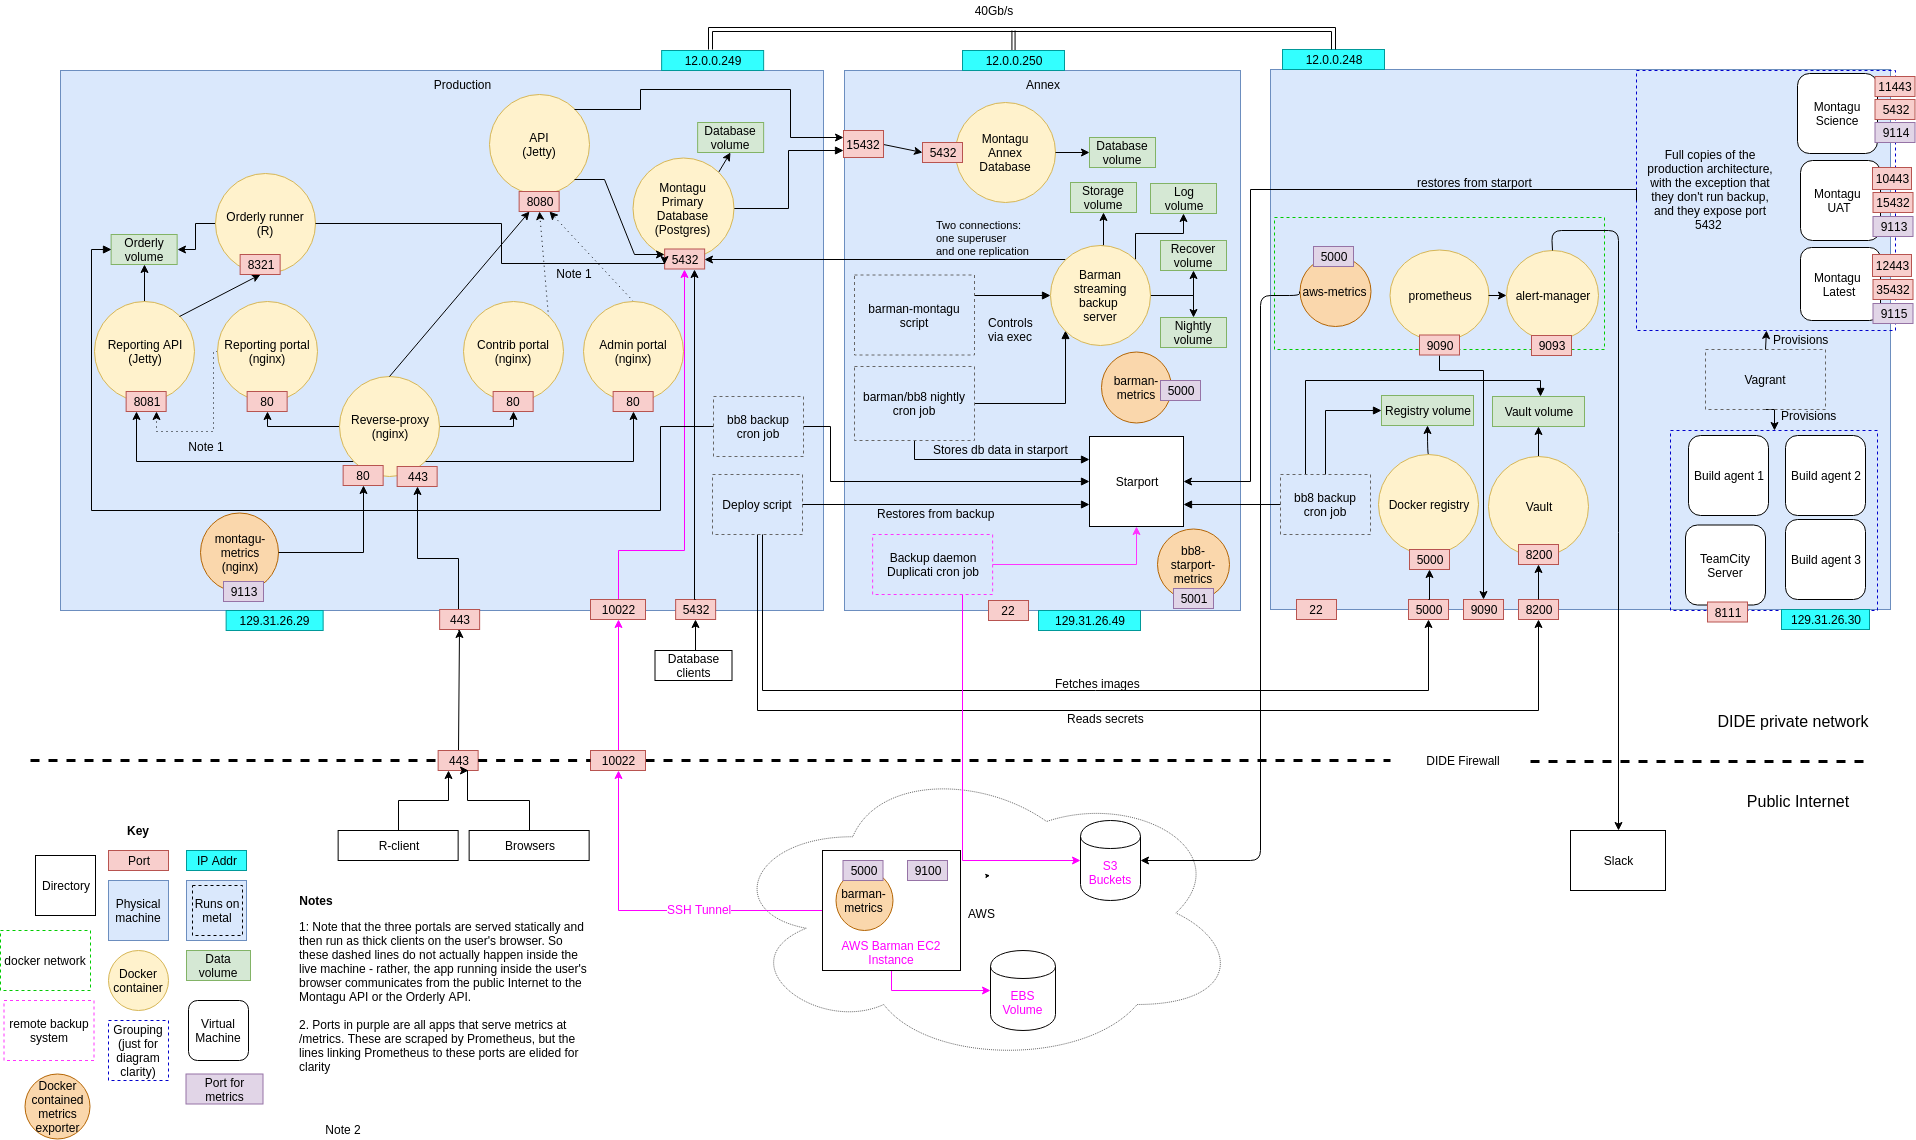 40Gb/s
12.0.0.249
12.0.0.250
12.0.0.248
Production
API
(Jetty)
8080
Database
volume
Montagu
Primary
Database
(Postgres)
5432
Orderly runner
(R)
8321
Orderly
volume
Note 1
Reporting API
(Jetty)
8081
Reporting portal
(nginx)
80
Contrib portal
(nginx)
80
Admin portal
(nginx)
80
Note 1
Reverse-proxy
(nginx)
80
443
bb8 backup
cron job
Deploy script
montagu-
metrics
(nginx)
9113
129.31.26.29
443
10022
5432
Database
clients
Annex
15432
5432
Montagu
Annex
Database
Database
volume
Storage
volume
Log
volume
Two connections:
one superuser
and one replication
Recover
volume
Barman
streaming
backup
server
barman-montagu
script
Controls
via exec
Nightly
volume
barman/bb8 nightly
cron job
barman-
metrics
5000
Stores db data in starport
Starport
Restores from backup
Backup daemon
Duplicati cron job
bb8-
starport-
metrics
5001
22
129.31.26.49
restores from starport
Full copies of the
production architecture,
with the exception that
they don't run backup,
and they expose port
5432
Montagu
Science
11443
5432
9114
Montagu
UAT
10443
15432
9113
Montagu
Latest
12443
35432
9115
5000
aws-metrics
prometheus
9090
alert-manager
9093
Provisions
Vagrant
Provisions
Registry volume
Vault volume
bb8 backup
cron job
Docker registry
5000
Vault
8200
Build agent 1
Build agent 2
TeamCity
Server
Build agent 3
8111
22
5000
9090
8200
129.31.26.30
Fetches images
Reads secrets
DIDE private network
443
10022
DIDE Firewall
Public Internet
R-client
Browsers
Slack
SSH Tunnel
5000
9100
barman-
metrics
AWS Barman EC2
Instance
AWS
S3
Buckets
EBS
Volume
Key
Directory
Port
IP Addr
Physical
machine
Runs on
metal
docker network
Docker
container
Data
volume
remote backup
system
Grouping
(just for
diagram
clarity)
Virtual
Machine
Docker
contained
metrics
exporter
Port for
metrics
Notes
1: Note that the three portals are served statically and
then run as thick clients on the user's browser. So
these dashed lines do not actually happen inside the
live machine - rather, the app running inside the user's
browser communicates from the public Internet to the
Montagu API or the Orderly API.
2. Ports in purple are all apps that serve metrics at
/metrics. These are scraped by Prometheus, but the
lines linking Prometheus to these ports are elided for
clarity
Note 2